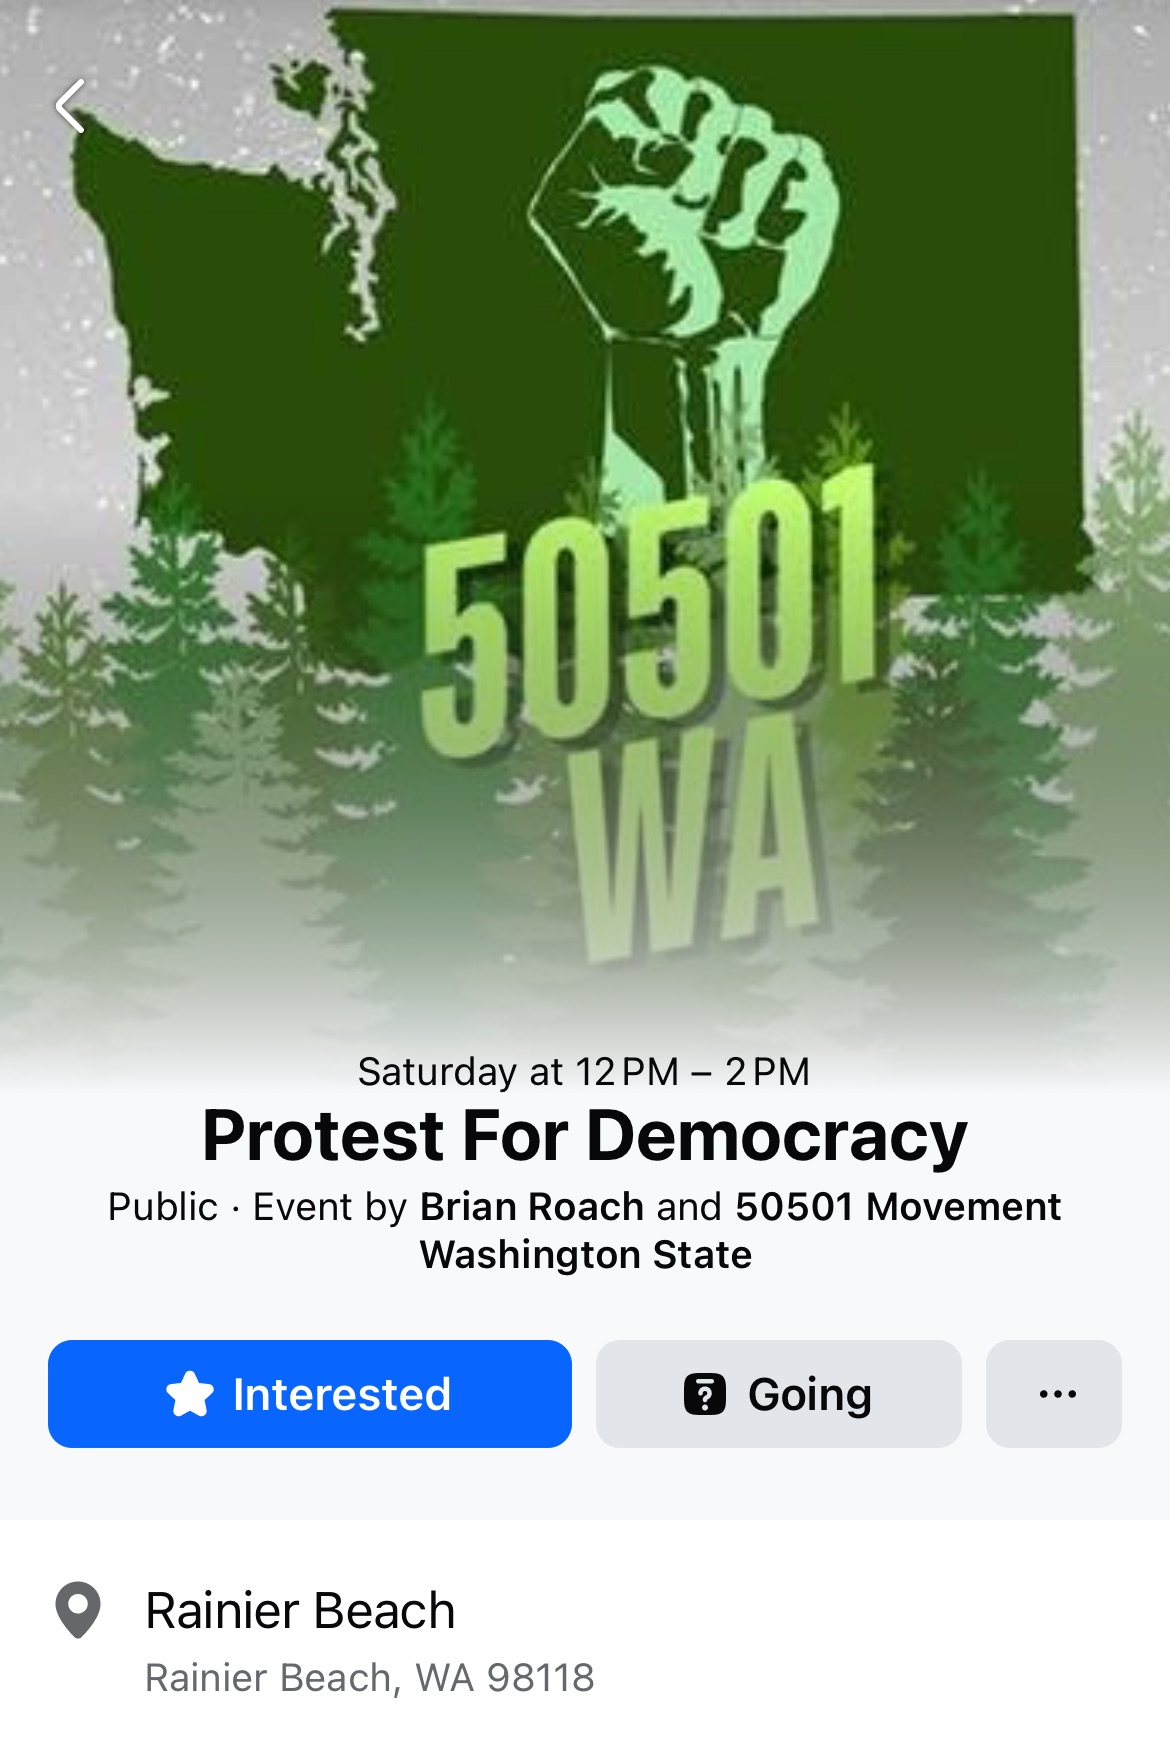 50501
WA
Saturday at 12 PM – 2 PM
Protest For Democracy
Public · Event by Brian Roach and 50501 Movement
Washington State
Interested
Going
Rainier Beach
Rainier Beach, WA 98118